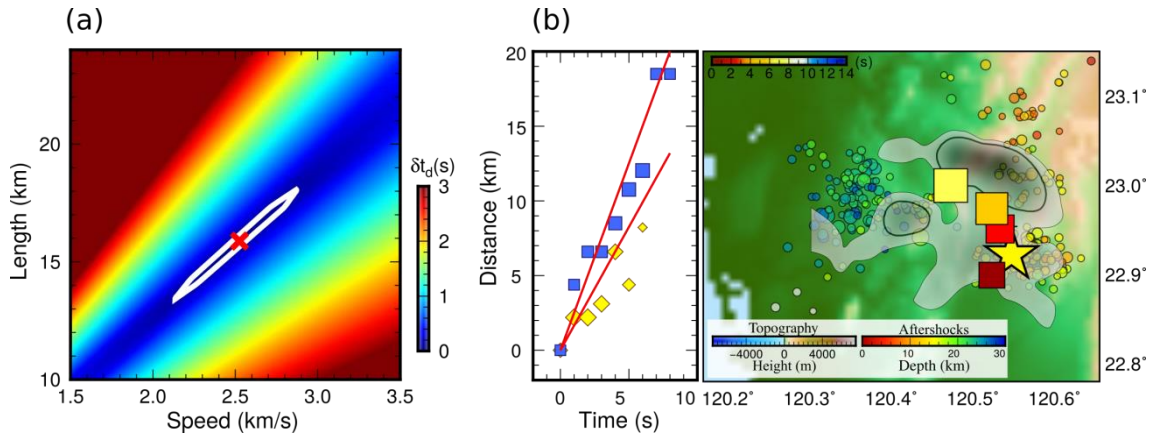 (a)
(b)
Length (km)
20
15
10
1.5 2.0 2.5 3.0 3.5
Speed (km/s)
δtd(s)
3
2
1
0
Distance (km)
20
15
10
5
0
0 5 10
Time (s)
(s)
0 2 4 6 8 10 12 14
23.1˚
23.0˚
22.9˚
22.8˚
Topography
−4000 0 4000
Height (m)
Aftershocks
0 10 20 30
Depth (km)
120.2˚ 120.3˚ 120.4˚ 120.5˚ 120.6˚